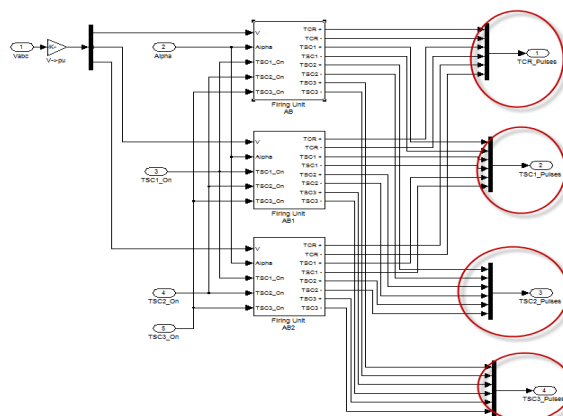 1
Vabc
-K-
V->pu
2
Alpha
3
TSC1_On
4
TSC2_On
5
TSC3_On
V
Alpha
TSC1_On
TSC2_On
TSC3_On
TCR +
TCR -
TSC1 +
TSC1 -
TSC2 +
TSC2 -
TSC3 +
TSC3 -
Firing Unit
AB
V
Alpha
TSC1_On
TSC2_On
TSC3_On
TCR +
TCR -
TSC1 +
TSC1 -
TSC2 +
TSC2 -
TSC3 +
TSC3 -
Firing Unit
AB1
V
Alpha
TSC1_On
TSC2_On
TSC3_On
TCR +
TCR -
TSC1 +
TSC1 -
TSC2 +
TSC2 -
TSC3 +
TSC3 -
Firing Unit
AB2
1
TCR_Pulses
2
TSC1_Pulses
3
TSC2_Pulses
4
TSC3_Pulses